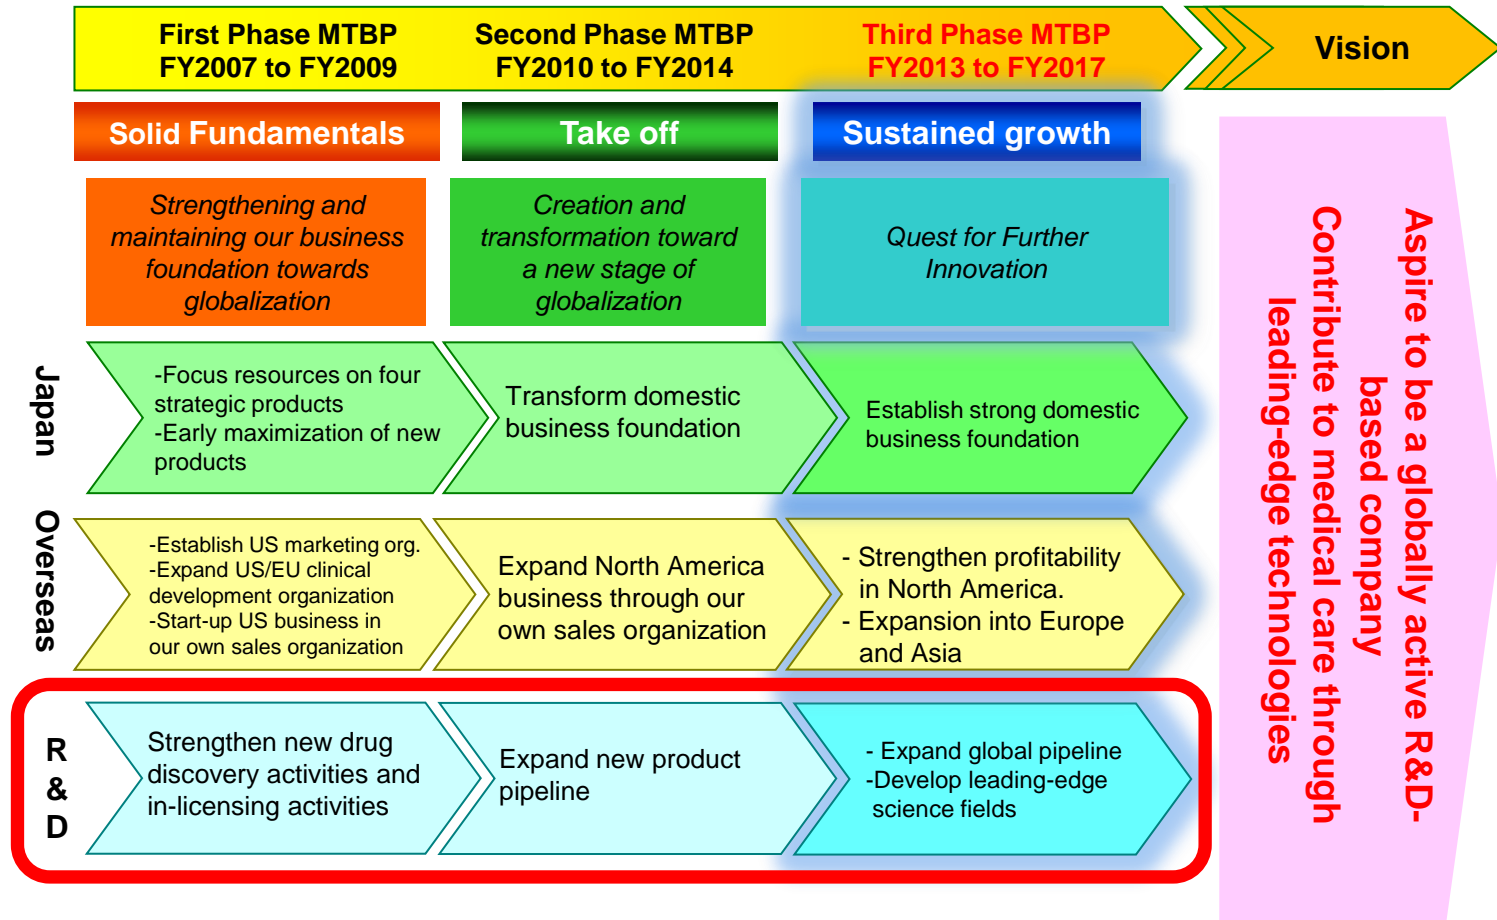 First Phase MTBP
FY2007 to FY2009
Second Phase MTBP
FY2010 to FY2014
Third Phase MTBP
FY2013 to FY2017
Vision
Solid Fundamentals
Take off
Sustained growth
Strengthening and
maintaining our business
foundation towards
globalization
Creation and
transformation toward
a new stage of
globalization
Quest for Further
Innovation
Japan
-Focus resources on four
strategic products
-Early maximization of new
products
Transform domestic
business foundation
Establish strong domestic
business foundation
Overseas
-Establish US marketing org.
-Expand US/EU clinical
development organization
-Start-up US business in
our own sales organization
Expand North America
business through our
own sales organization
- Strengthen profitability
in North America.
- Expansion into Europe
and Asia
R
&
D
Strengthen new drug
discovery activities and
in-licensing activities
Expand new product
pipeline
- Expand global pipeline
-Develop leading-edge
science fields
Aspire to be a globally active R&D-
based company
Contribute to medical care through
leading-edge technologies